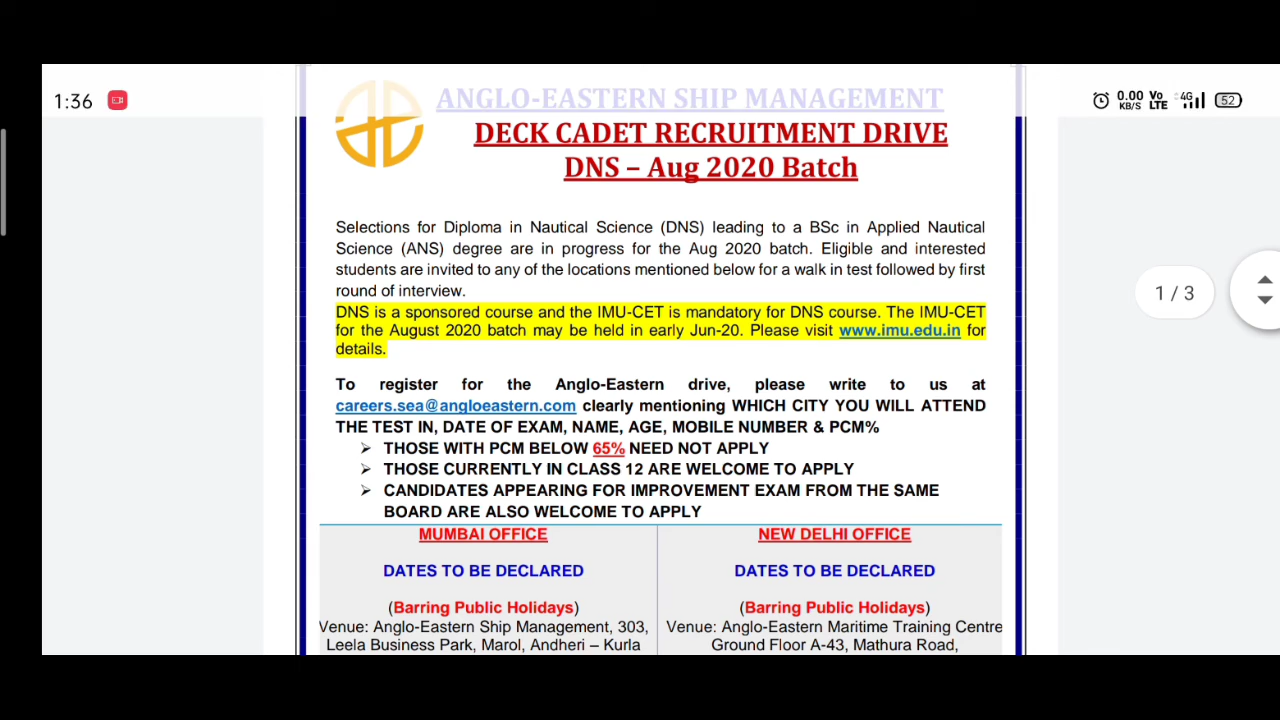 1:36
0.00 KB/S Vo LTE 4G 52
ANGLO-EASTERN SHIP MANAGEMENT
DECK CADET RECRUITMENT DRIVE
DNS – Aug 2020 Batch
Selections for Diploma in Nautical Science (DNS) leading to a BSc in Applied Nautical
Science (ANS) degree are in progress for the Aug 2020 batch. Eligible and interested
students are invited to any of the locations mentioned below for a walk in test followed by first
round of interview.
DNS is a sponsored course and the IMU-CET is mandatory for DNS course. The IMU-CET
for the August 2020 batch may be held in early Jun-20. Please visit www.imu.edu.in for
details.
1 / 3
To register for the Anglo-Eastern drive, please write to us at
careers.sea@angloeastern.com clearly mentioning WHICH CITY YOU WILL ATTEND
THE TEST IN, DATE OF EXAM, NAME, AGE, MOBILE NUMBER & PCM%
➢ THOSE WITH PCM BELOW 65% NEED NOT APPLY
➢ THOSE CURRENTLY IN CLASS 12 ARE WELCOME TO APPLY
➢ CANDIDATES APPEARING FOR IMPROVEMENT EXAM FROM THE SAME
BOARD ARE ALSO WELCOME TO APPLY
MUMBAI OFFICE
DATES TO BE DECLARED
(Barring Public Holidays)
Venue: Anglo-Eastern Ship Management, 303,
Leela Business Park, Marol, Andheri – Kurla
NEW DELHI OFFICE
DATES TO BE DECLARED
(Barring Public Holidays)
Venue: Anglo-Eastern Maritime Training Centre
Ground Floor A-43, Mathura Road,